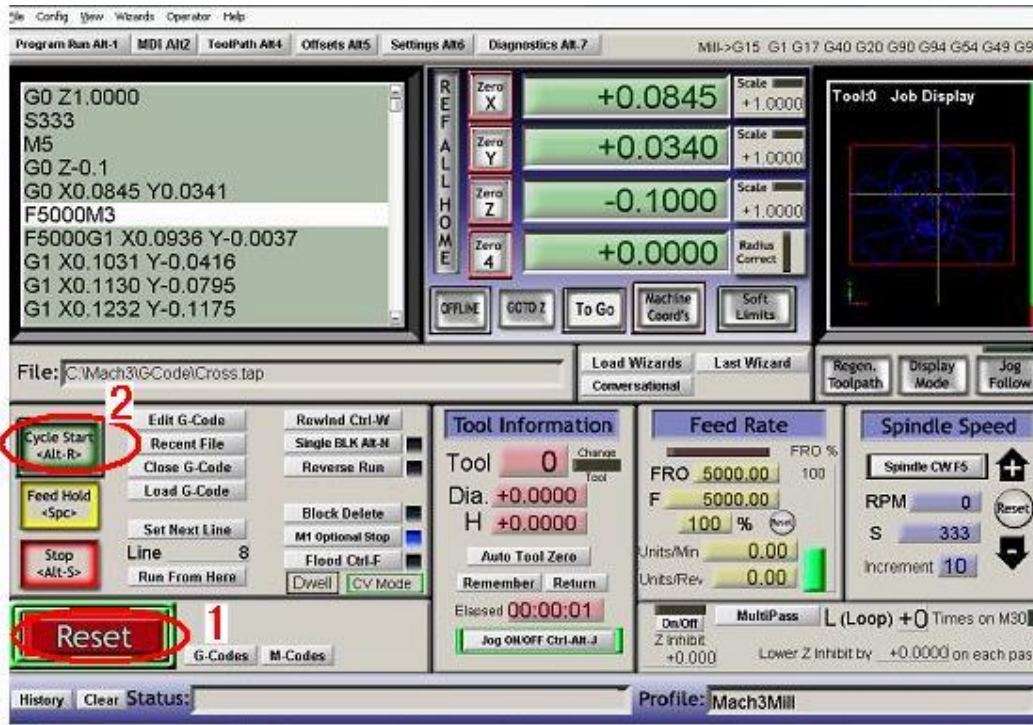 File Config View Wizards Operator Help
Program Run Alt-1 MDI Alt2 ToolPath Alt4 Offsets Alt5 Settings Alt6 Diagnostics Alt-7 Mill->G15 G1 G17 G40 G20 G90 G94 G54 G49 G9
G0 Z1.0000
S333
M5
G0 Z-0.1
G0 X0.0845 Y0.0341
F5000M3
F5000G1 X0.0936 Y-0.0037
G1 X0.1031 Y-0.0416
G1 X0.1130 Y-0.0795
G1 X0.1232 Y-0.1175
REF ALL HOME
Zero X +0.0845 Scale +1.0000
Zero Y +0.0340 Scale +1.0000
Zero Z -0.1000 Scale +1.0000
Zero 4 +0.0000 Radius Correct
OFFLINE GOTO Z To Go Machine Coord's Soft Limits
Tool:0 Job Display
File: C:\Mach3\GCode\Cross.tap
Load Wizards Last Wizard
Conversational
Regen. Toolpath Display Mode Jog Follow
2
Cycle Start <Alt-R>
Feed Hold <Spc>
Stop <Alt-S>
Edit G-Code Rewind Ctrl-W
Recent File Single BLK Alt-N
Close G-Code Reverse Run
Load G-Code
Block Delete
Set Next Line M1 Optional Stop
Line 8 Flood Ctrl-F
Run From Here Dwell CV Mode
Reset 1
G-Codes M-Codes
Tool Information
Tool 0 Change Tool
Dia. +0.0000
H +0.0000
Auto Tool Zero
Remember Return
Elapsed 00:00:01
Jog ON/OFF Ctrl-Alt-J
Feed Rate
FRO %
FRO 5000.00 100
F 5000.00
100 % Reset
Units/Min 0.00
Units/Rev 0.00
Spindle Speed
Spindle CW F5
RPM 0 Reset
S 333
Increment 10
On/Off MultiPass L (Loop) +0 Times on M30
Z Inhibit
+0.000 Lower Z Inhibit by +0.0000 on each pas
History Clear Status: Profile: Mach3Mill